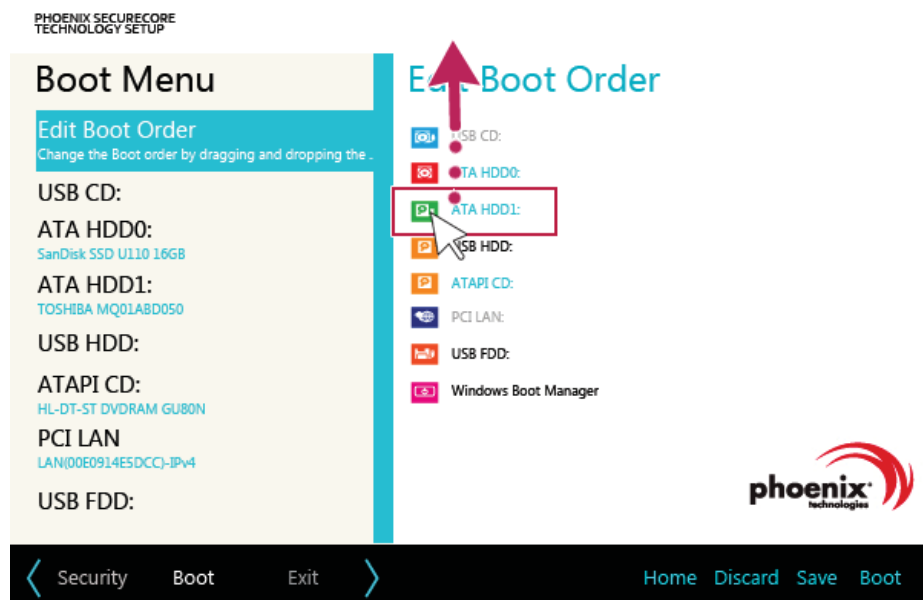 PHOENIX SECURECORE
TECHNOLOGY SETUP
Boot Menu
Edit Boot Order
Change the Boot order by dragging and dropping the .
USB CD:
ATA HDD0:
SanDisk SSD U110 16GB
ATA HDD1:
TOSHIBA MQ01ABD050
USB HDD:
ATAPI CD:
HL-DT-ST DVDRAM GU80N
PCI LAN
LAN(00E0914E5DCC)-IPv4
USB FDD:
Edit Boot Order
USB CD:
ATA HDD0:
ATA HDD1:
USB HDD:
ATAPI CD:
PCI LAN:
USB FDD:
Windows Boot Manager
phoenix
technologies
Security Boot Exit
Home Discard Save Boot